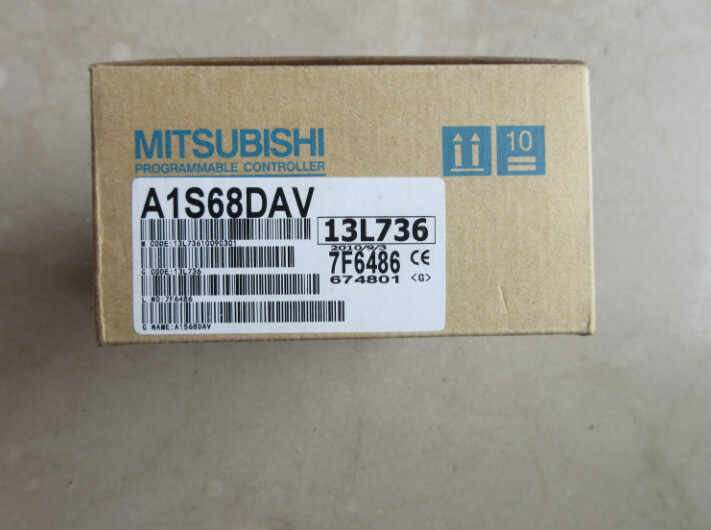 MITSUBISHI
PROGRAMMABLE CONTROLLER
10
A1S68DAV
13L736
M CODE:13L7361009C301
2010/9/3
7F6486 CE
G CODE:13L736
674801 <G>
L NO:7F6486
G NAME:A1S68DAV